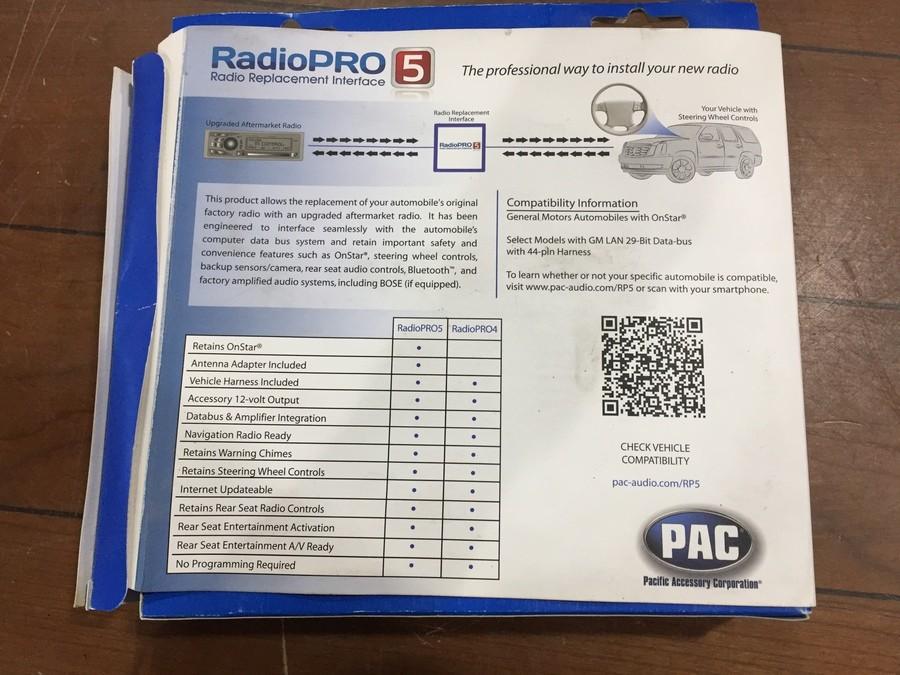 RadioPRO 5
Radio Replacement Interface
The professional way to install your new radio
Upgraded Aftermarket Radio
Radio Replacement
Interface
RadioPRO 5
Your Vehicle with
Steering Wheel Controls
This product allows the replacement of your automobile's original
factory radio with an upgraded aftermarket radio. It has been
engineered to interface seamlessly with the automobile's
computer data bus system and retain important safety and
convenience features such as OnStar®, steering wheel controls,
backup sensors/camera, rear seat audio controls, Bluetooth™, and
factory amplified audio systems, including BOSE (if equipped).
Compatibility Information
General Motors Automobiles with OnStar®
Select Models with GM LAN 29-Bit Data-bus
with 44-pin Harness
To learn whether or not your specific automobile is compatible,
visit www.pac-audio.com/RP5 or scan with your smartphone.
RadioPRO5 RadioPRO4
Retains OnStar® •
Antenna Adapter Included •
Vehicle Harness Included • •
Accessory 12-volt Output • •
Databus & Amplifier Integration • •
Navigation Radio Ready • •
Retains Warning Chimes • •
Retains Steering Wheel Controls • •
Internet Updateable • •
Retains Rear Seat Radio Controls • •
Rear Seat Entertainment Activation • •
Rear Seat Entertainment A/V Ready • •
No Programming Required • •
CHECK VEHICLE
COMPATIBILITY
pac-audio.com/RP5
PAC
Pacific Accessory Corporation®